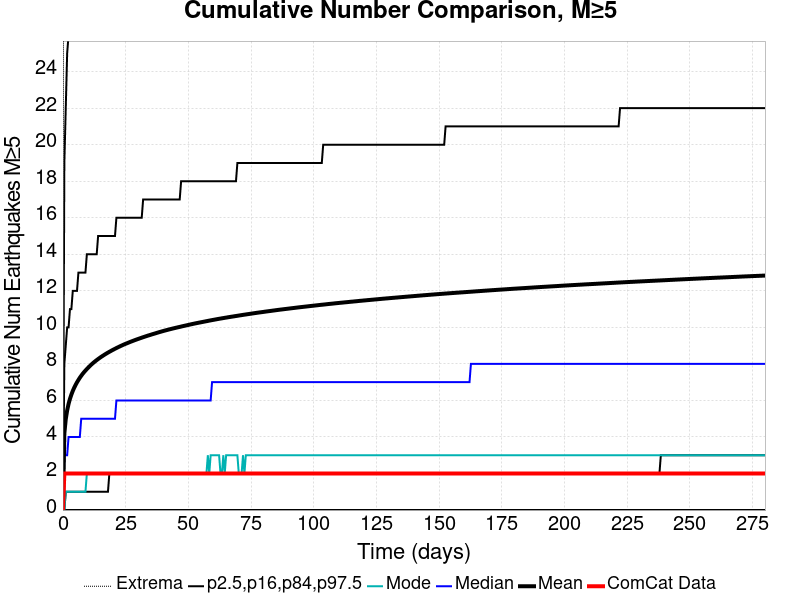 Cumulative Number Comparison, M≥5
Cumulative Num Earthquakes M≥5
24
22
20
18
16
14
12
10
8
6
4
2
0
0 25 50 75 100 125 150 175 200 225 250 275
Time (days)
Extrema p2.5,p16,p84,p97.5 Mode Median Mean ComCat Data